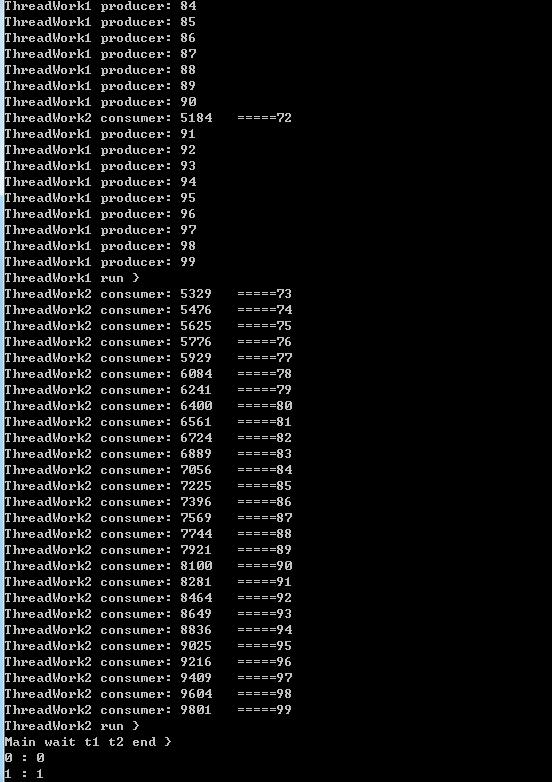 ThreadWork1 producer: 84
ThreadWork1 producer: 85
ThreadWork1 producer: 86
ThreadWork1 producer: 87
ThreadWork1 producer: 88
ThreadWork1 producer: 89
ThreadWork1 producer: 90
ThreadWork2 consumer: 5184   =====72
ThreadWork1 producer: 91
ThreadWork1 producer: 92
ThreadWork1 producer: 93
ThreadWork1 producer: 94
ThreadWork1 producer: 95
ThreadWork1 producer: 96
ThreadWork1 producer: 97
ThreadWork1 producer: 98
ThreadWork1 producer: 99
ThreadWork1 run }
ThreadWork2 consumer: 5329   =====73
ThreadWork2 consumer: 5476   =====74
ThreadWork2 consumer: 5625   =====75
ThreadWork2 consumer: 5776   =====76
ThreadWork2 consumer: 5929   =====77
ThreadWork2 consumer: 6084   =====78
ThreadWork2 consumer: 6241   =====79
ThreadWork2 consumer: 6400   =====80
ThreadWork2 consumer: 6561   =====81
ThreadWork2 consumer: 6724   =====82
ThreadWork2 consumer: 6889   =====83
ThreadWork2 consumer: 7056   =====84
ThreadWork2 consumer: 7225   =====85
ThreadWork2 consumer: 7396   =====86
ThreadWork2 consumer: 7569   =====87
ThreadWork2 consumer: 7744   =====88
ThreadWork2 consumer: 7921   =====89
ThreadWork2 consumer: 8100   =====90
ThreadWork2 consumer: 8281   =====91
ThreadWork2 consumer: 8464   =====92
ThreadWork2 consumer: 8649   =====93
ThreadWork2 consumer: 8836   =====94
ThreadWork2 consumer: 9025   =====95
ThreadWork2 consumer: 9216   =====96
ThreadWork2 consumer: 9409   =====97
ThreadWork2 consumer: 9604   =====98
ThreadWork2 consumer: 9801   =====99
ThreadWork2 run }
Main wait t1 t2 end }
0 : 0
1 : 1